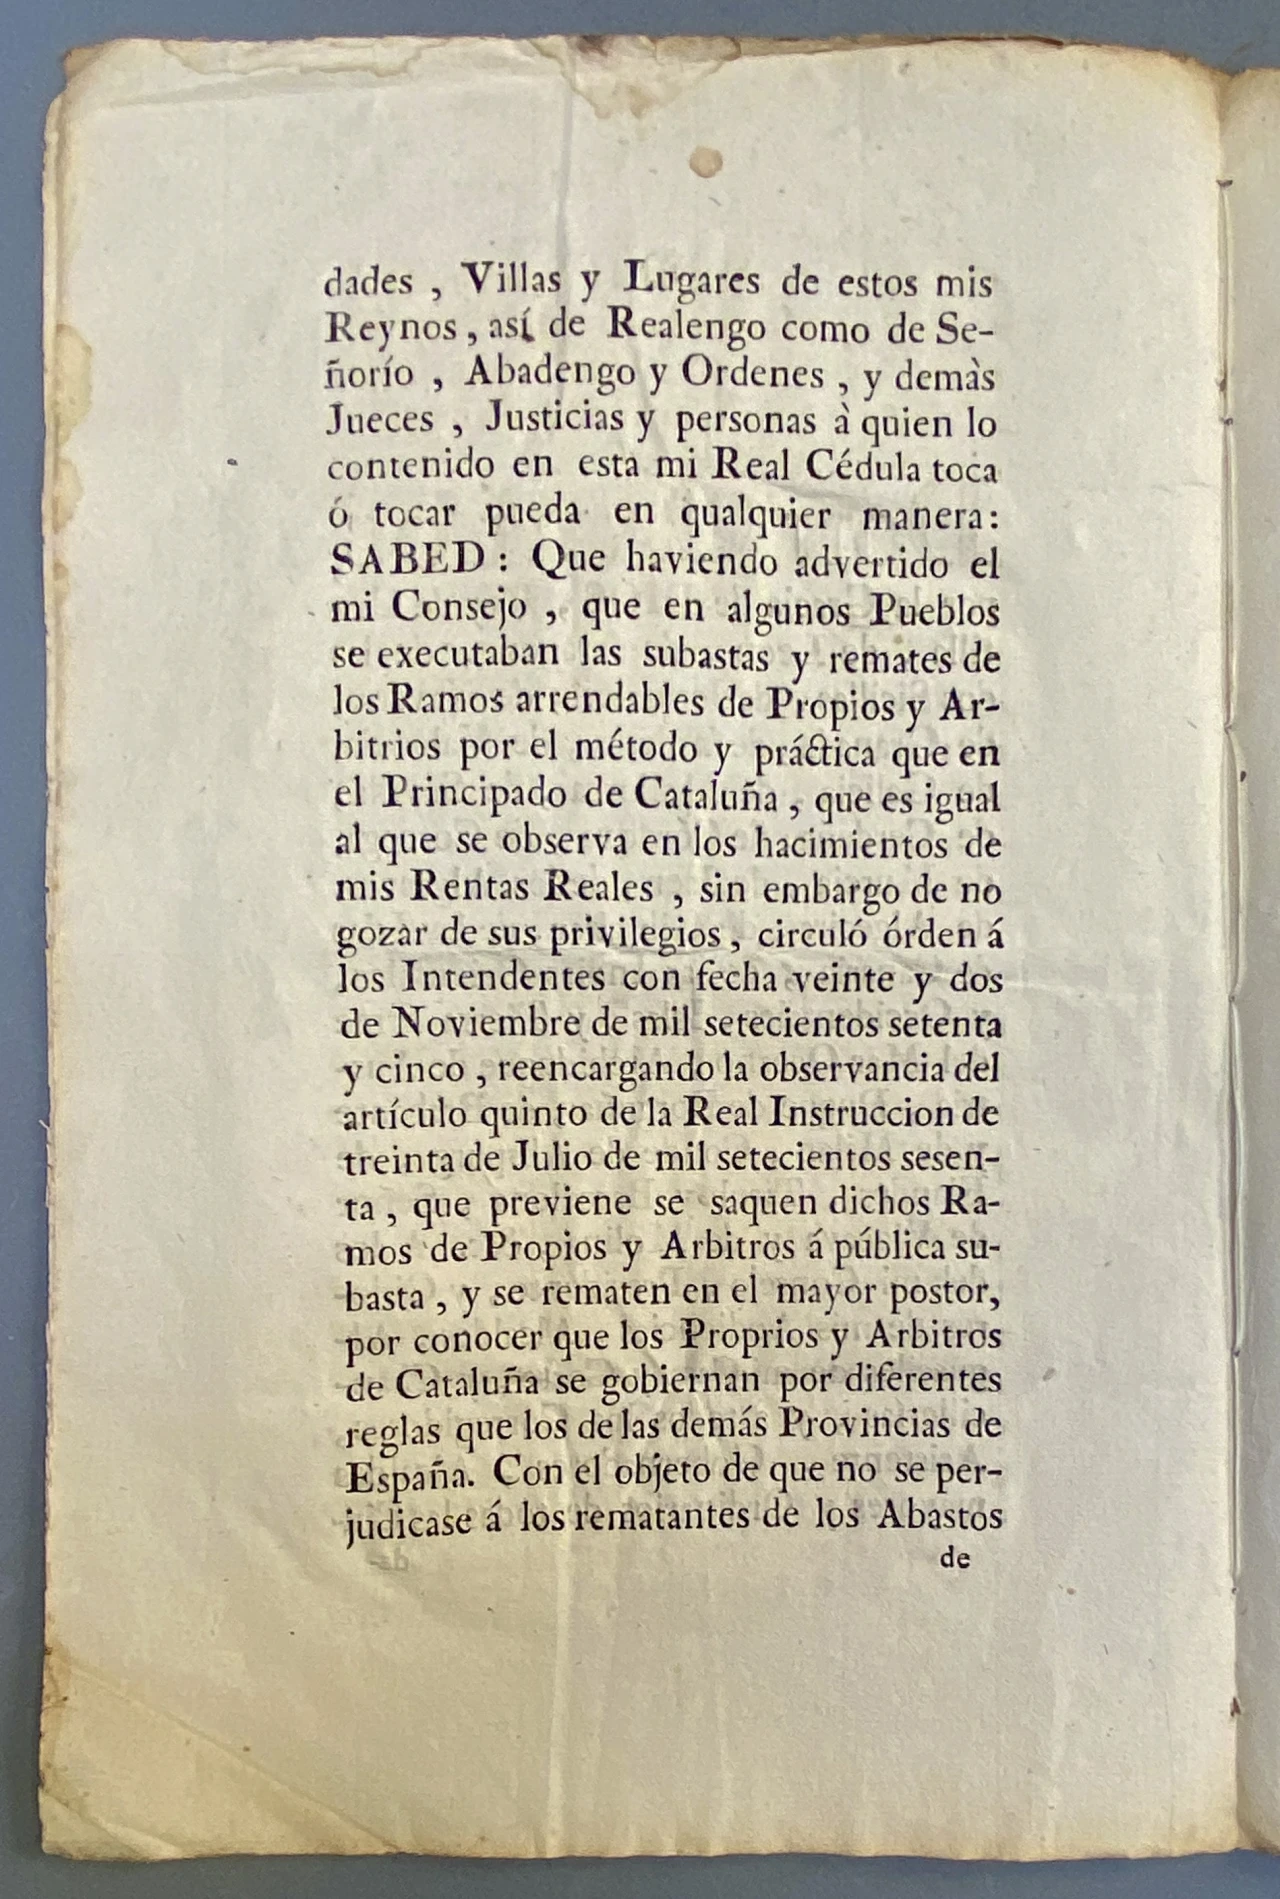 dades , Villas y Lugares de estos mis
Reynos , así de Realengo como de Se-
ñorío , Abadengo y Ordenes , y demàs
Jueces , Justicias y personas à quien lo
contenido en esta mi Real Cédula toca
ó tocar pueda en qualquier manera:
SABED : Que haviendo advertido el
mi Consejo , que en algunos Pueblos
se executaban las subastas y remates de
los Ramos arrendables de Propios y Ar-
bitrios por el método y práctica que en
el Principado de Cataluña , que es igual
al que se observa en los hacimientos de
mis Rentas Reales , sin embargo de no
gozar de sus privilegios , circuló órden á
los Intendentes con fecha veinte y dos
de Noviembre de mil setecientos setenta
y cinco , reencargando la observancia del
artículo quinto de la Real Instruccion de
treinta de Julio de mil setecientos sesen-
ta , que previene se saquen dichos Ra-
mos de Propios y Arbitros á pública su-
basta , y se rematen en el mayor postor,
por conocer que los Proprios y Arbitros
de Cataluña se gobiernan por diferentes
reglas que los de las demás Provincias de
España. Con el objeto de que no se per-
judicase á los rematantes de los Abastos
de